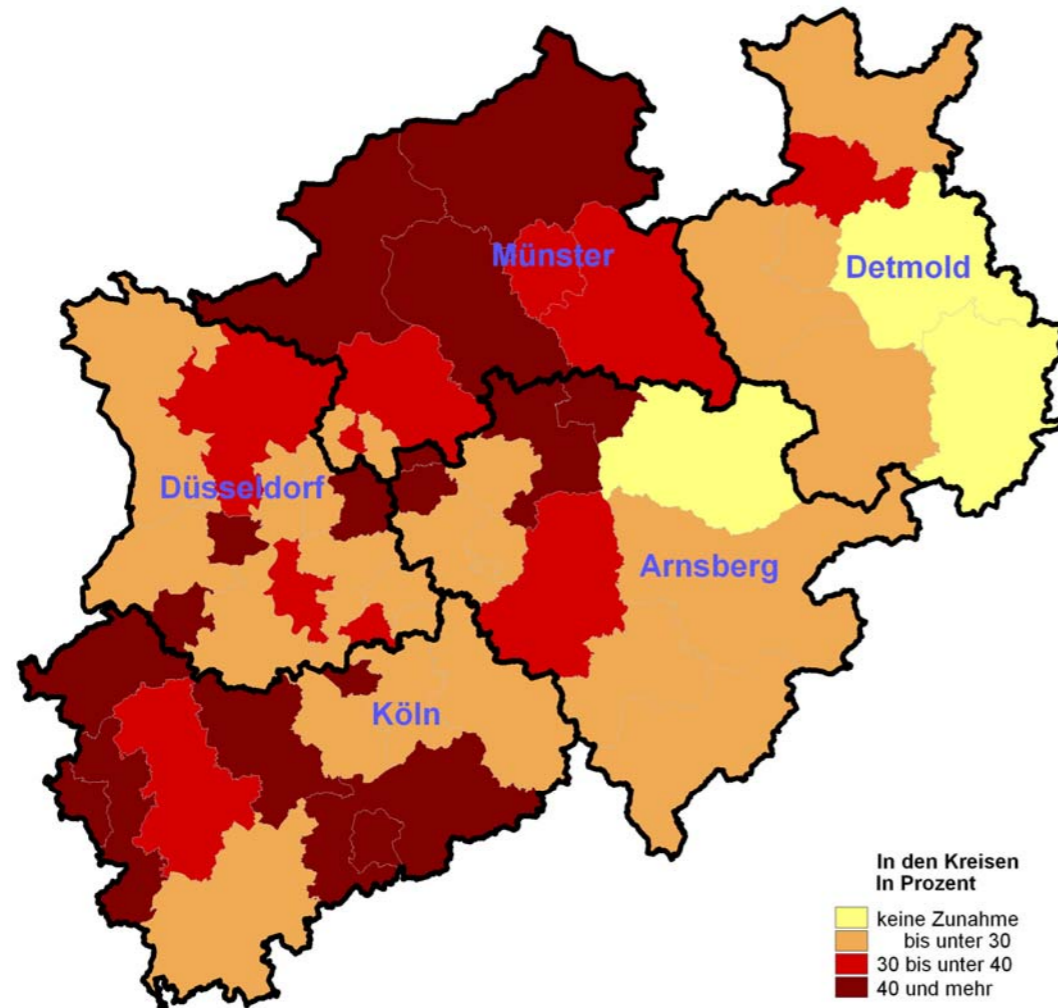 Münster
Detmold
Düsseldorf
Arnsberg
Köln
In den Kreisen
In Prozent
keine Zunahme
bis unter 30
30 bis unter 40
40 und mehr